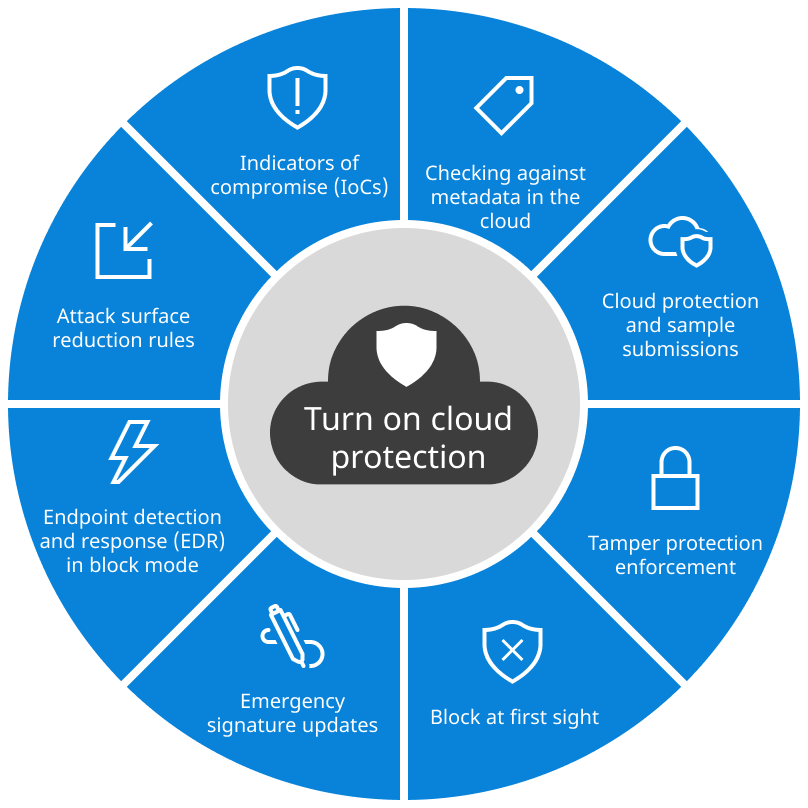 Indicators of
compromise (IoCs)
Checking against
metadata in the
cloud
Cloud protection
and sample
submissions
Tamper protection
enforcement
Block at first sight
Emergency
signature updates
Endpoint detection
and response (EDR)
in block mode
Attack surface
reduction rules
Turn on cloud
protection